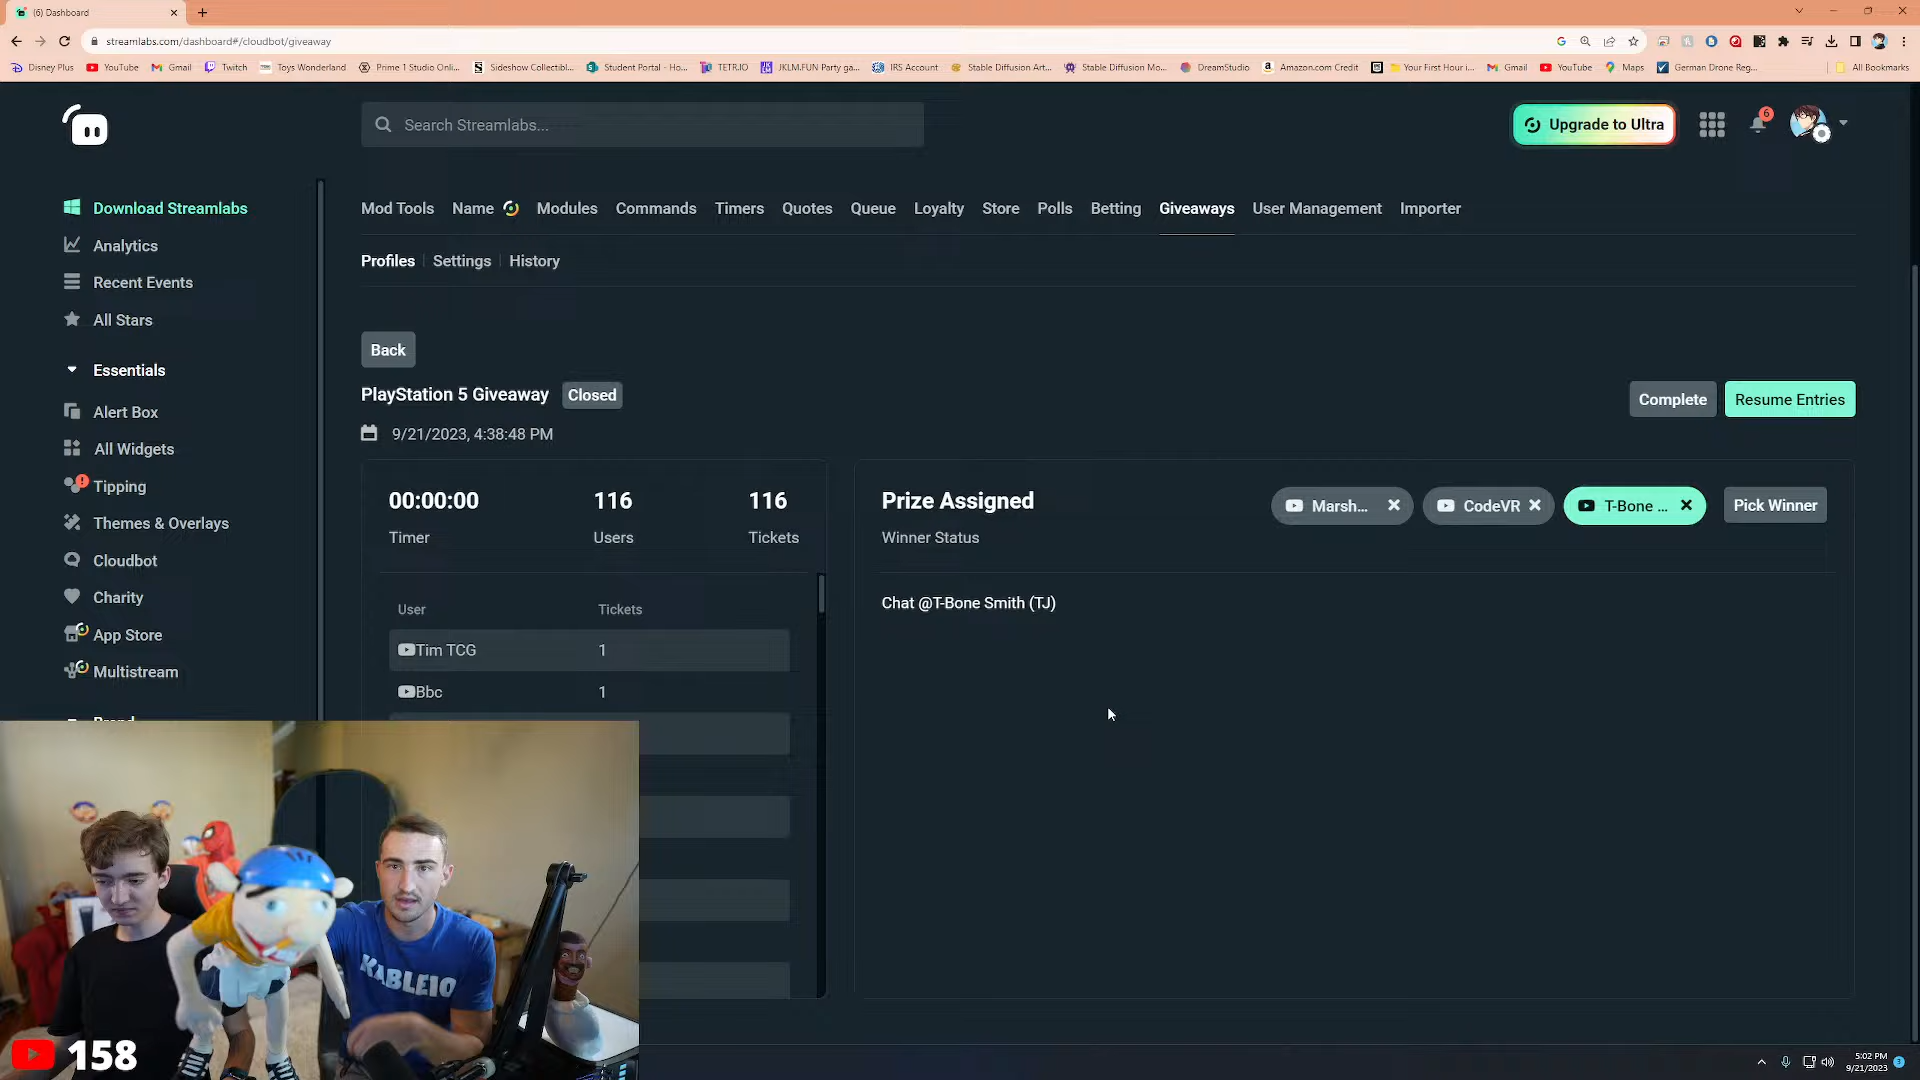 (6) Dashboard
streamlabs.com/dashboard#/cloudbot/giveaway
Disney Plus YouTube Gmail Twitch Toys Wonderland Prime 1 Studio Onli... Sideshow Collectibl... Student Portal - Ho... TETR.IO JKLM.FUN Party ga... IRS Account Stable Diffusion Art... Stable Diffusion Mo... DreamStudio Amazon.com Credit Your First Hour i... Gmail YouTube Maps German Drone Reg... All Bookmarks
Search Streamlabs...
Upgrade to Ultra
6
Download Streamlabs
Analytics
Recent Events
All Stars
Essentials
Alert Box
All Widgets
Tipping
Themes & Overlays
Cloudbot
Charity
App Store
Multistream
Brand
Mod Tools Name Modules Commands Timers Quotes Queue Loyalty Store Polls Betting Giveaways User Management Importer
Profiles Settings History
Back
PlayStation 5 Giveaway Closed
9/21/2023, 4:38:48 PM
Complete Resume Entries
00:00:00 116 116
Timer Users Tickets
User Tickets
Tim TCG 1
Bbc 1
Prize Assigned
Winner Status
Marsh... CodeVR T-Bone ... Pick Winner
Chat @T-Bone Smith (TJ)
KABLE10
158
5:02 PM
9/21/2023
3